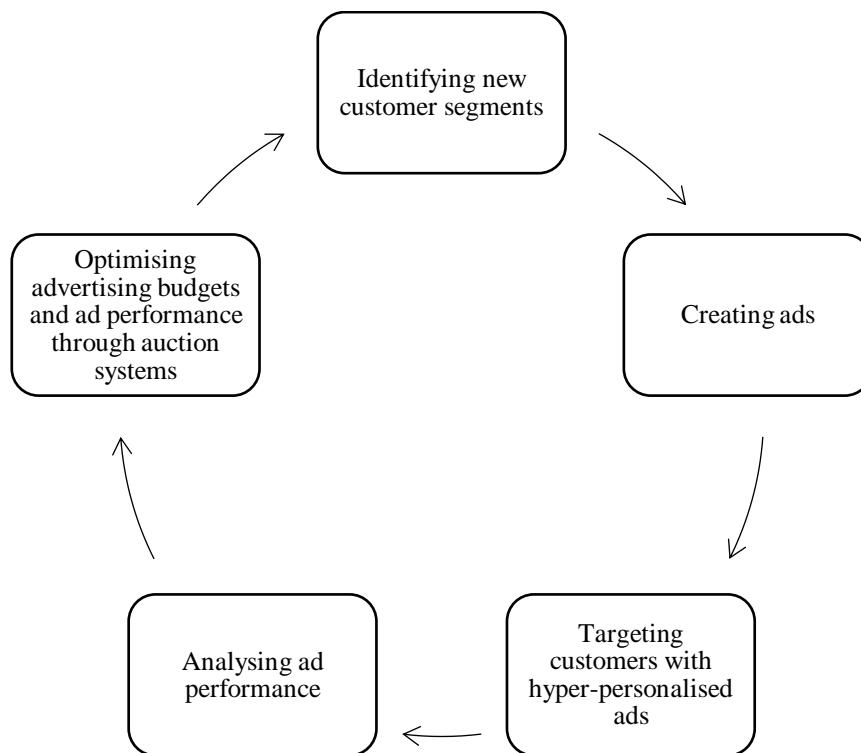 Identifying new
customer segments
Creating ads
Targeting
customers with
hyper-personalised
ads
Analysing ad
performance
Optimising
advertising budgets
and ad performance
through auction
systems